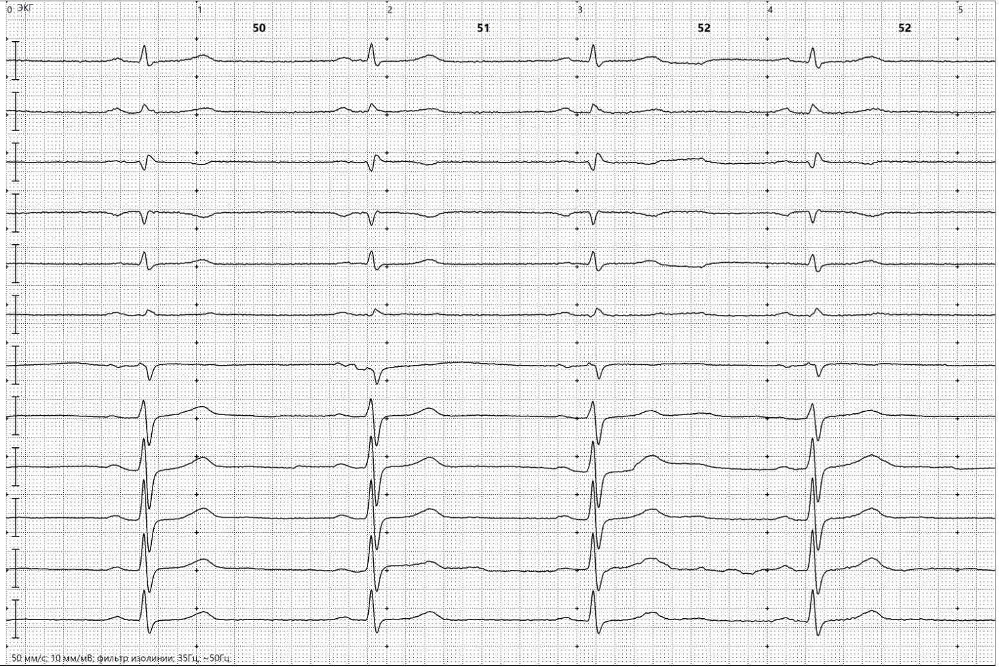 0 ЭКГ 1 2 3 4 5
50 51 52 52
50 мм/с; 10 мм/мВ; фильтр изолинии; 35Гц; ~50Гц